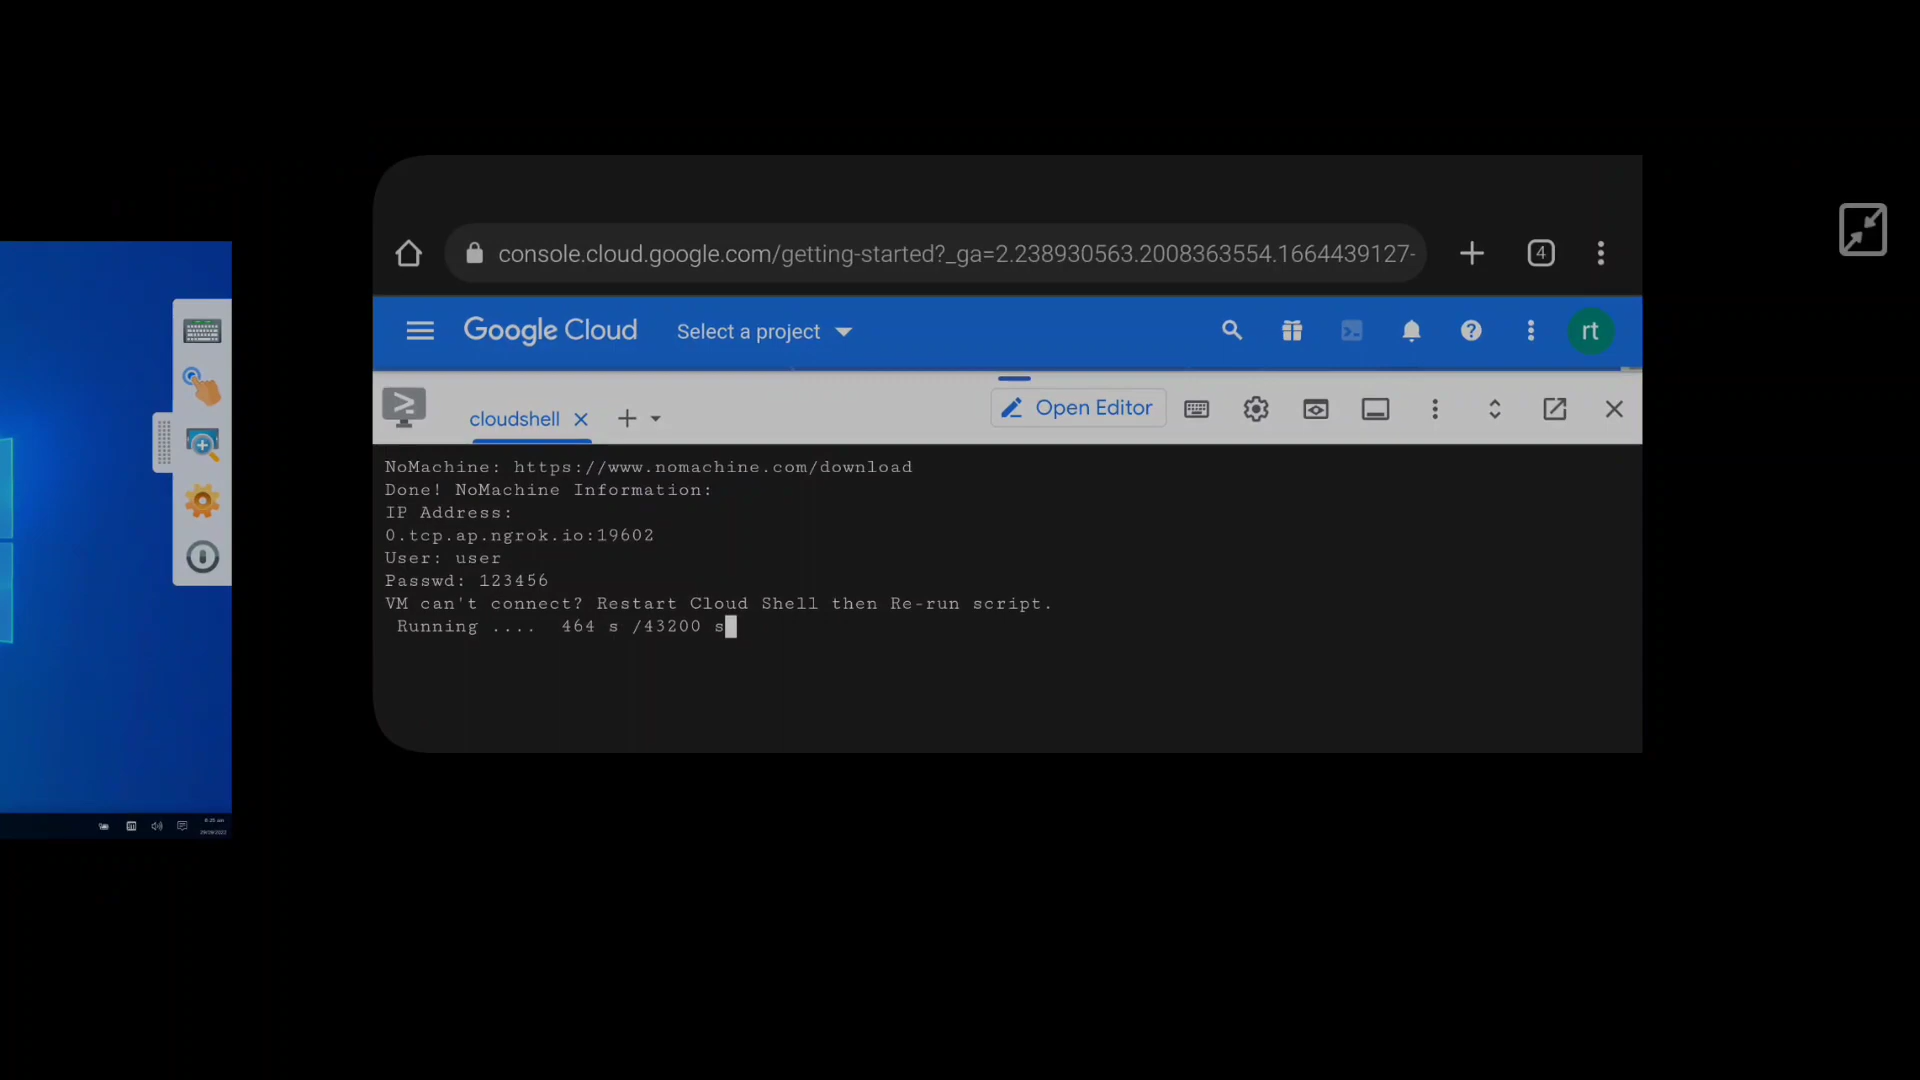 console.cloud.google.com/getting-started?_ga=2.238930563.2008363554.1664439127-
4
Google Cloud
Select a project
rt
cloudshell
Open Editor
NoMachine: https://www.nomachine.com/download
Done! NoMachine Information:
IP Address:
0.tcp.ap.ngrok.io:19602
User: user
Passwd: 123456
VM can't connect? Restart Cloud Shell then Re-run script.
Running .... 464 s /43200 s